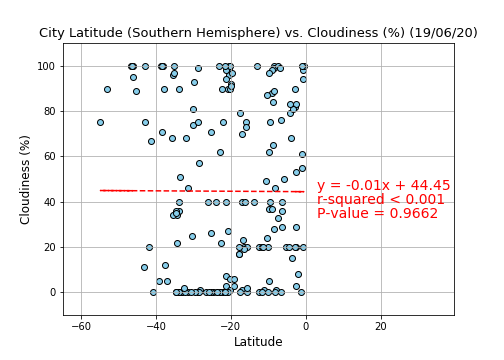 City Latitude (Southern Hemisphere) vs. Cloudiness (%) (19/06/20)
100
80
60
40
20
0
Cloudiness (%)
y = -0.01x + 44.45
r-squared < 0.001
P-value = 0.9662
−60
−40
−20
0
20
Latitude